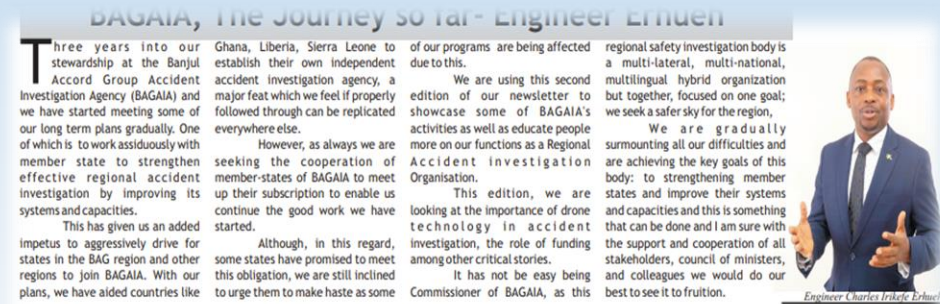 BAGAIA, The Journey so far- Engineer Erhueh
Three years into our
stewardship at the Banjul
Accord Group Accident
Investigation Agency (BAGAIA) and
we have started meeting some of
our long term plans gradually. One
of which is to work assiduously with
member state to strengthen
effective regional accident
investigation by improving its
systems and capacities.
This has given us an added
impetus to aggressively drive for
states in the BAG region and other
regions to join BAGAIA. With our
plans, we have aided countries like
Ghana, Liberia, Sierra Leone to
establish their own independent
accident investigation agency, a
major feat which we feel if properly
followed through can be replicated
everywhere else.
However, as always we are
seeking the cooperation of
member-states of BAGAIA to meet
up their subscription to enable us
continue the good work we have
started.
Although, in this regard,
some states have promised to meet
this obligation, we are still inclined
to urge them to make haste as some
of our programs are being affected
due to this.
We are using this second
edition of our newsletter to
showcase some of BAGAIA's
activities as well as educate people
more on our functions as a Regional
Accident investigation
Organisation.
This edition, we are
looking at the importance of drone
technology in accident
investigation, the role of funding
among other critical stories.
It has not be easy being
Commissioner of BAGAIA, as this
regional safety investigation body is
a multi-lateral, multi-national,
multilingual hybrid organization
but together, focused on one goal;
we seek a safer sky for the region,
We are gradually
surmounting all our difficulties and
are achieving the key goals of this
body: to strengthening member
states and improve their systems
and capacities and this is something
that can be done and I am sure with
the support and cooperation of all
stakeholders, council of ministers,
and colleagues we would do our
best to see it to fruition.
Engineer Charles Irikefe Erhueh